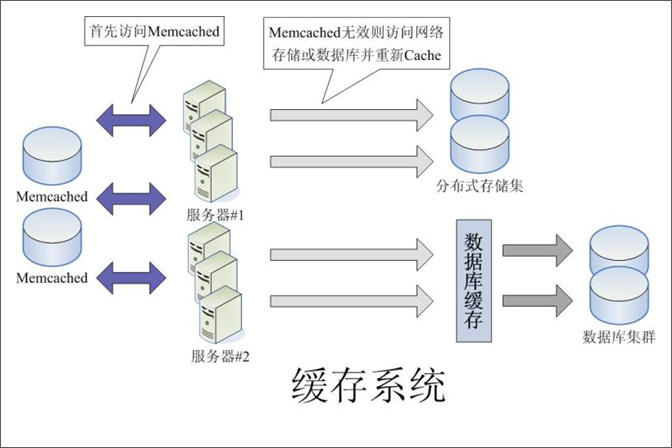 首先访问Memcached
Memcached无效则访问网络
存储或数据库并重新Cache
Memcached
Memcached
服务器#1
分布式存储集
数据库缓存
服务器#2
数据库集群
缓存系统